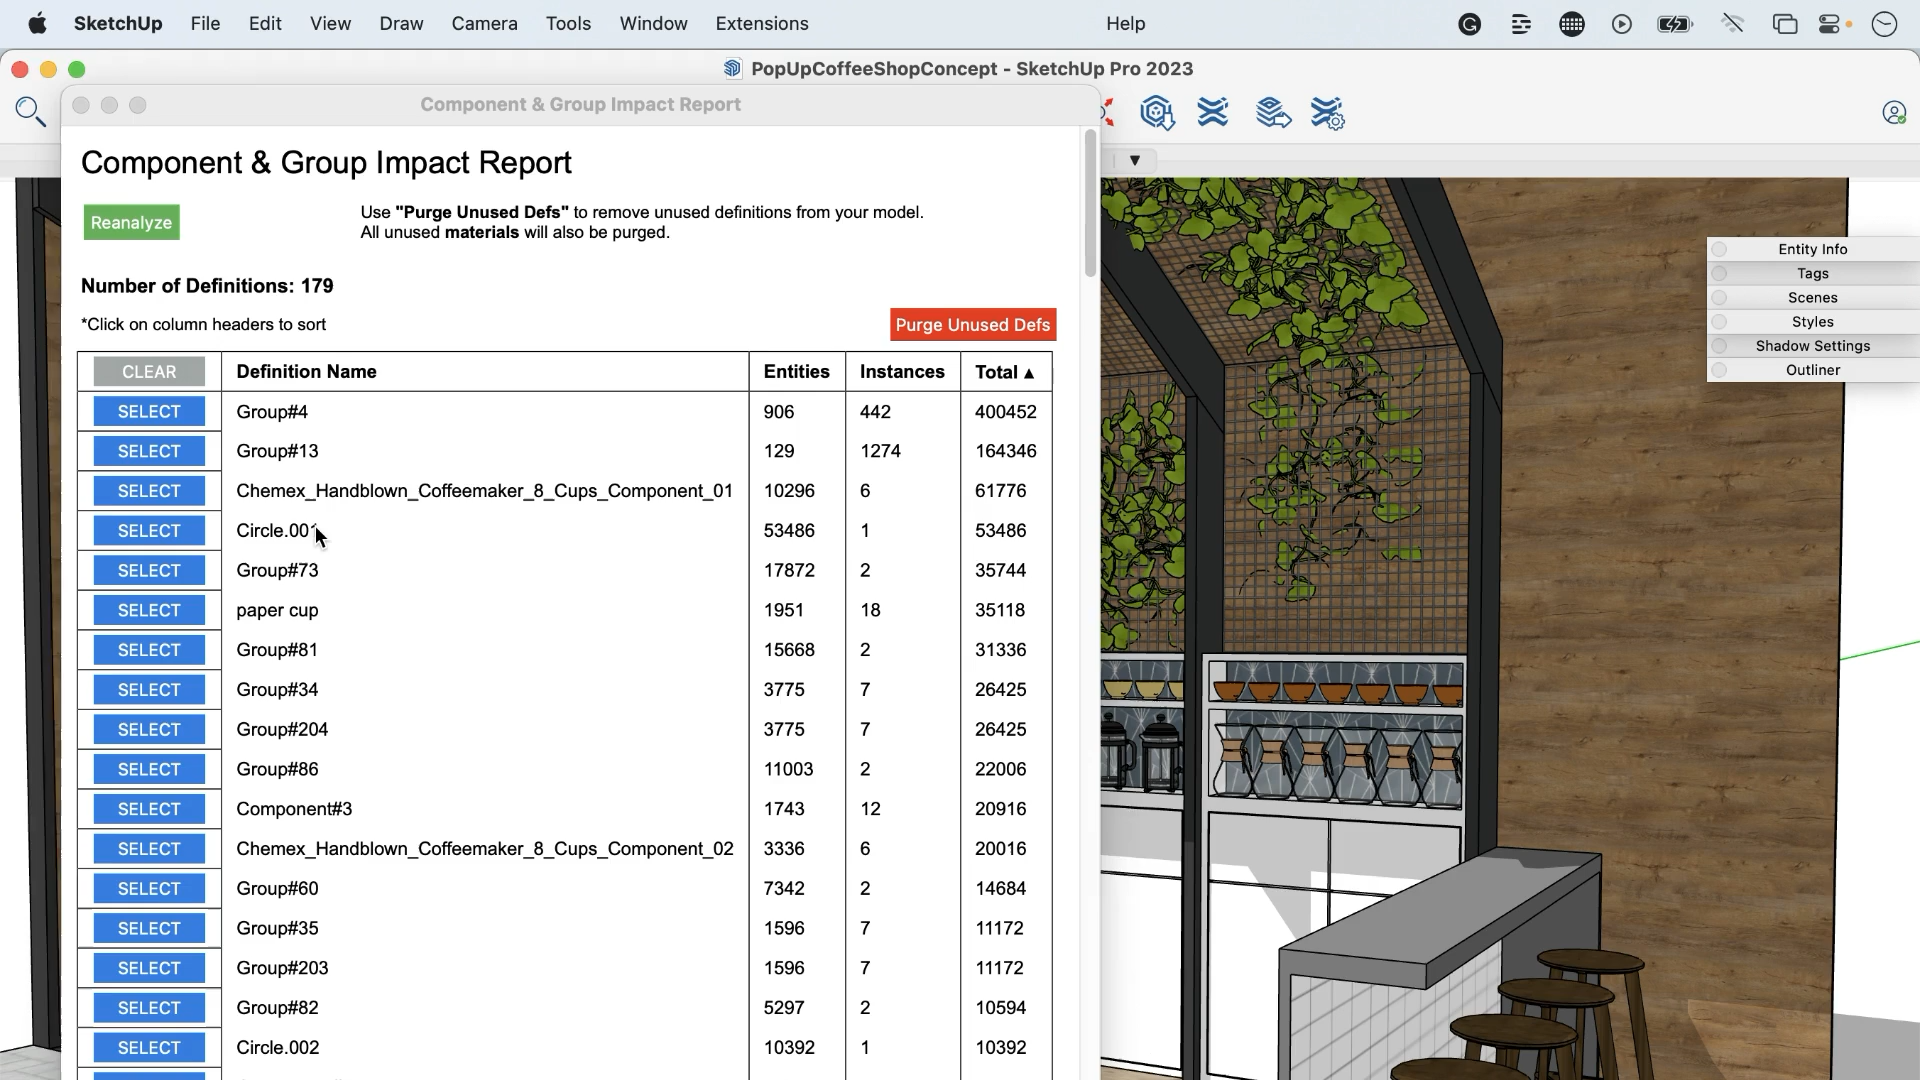 SketchUp File Edit View Draw Camera Tools Window Extensions Help
PopUpCoffeeShopConcept - SketchUp Pro 2023
Component & Group Impact Report
Component & Group Impact Report
Reanalyze
Use "Purge Unused Defs" to remove unused definitions from your model.
All unused materials will also be purged.
Number of Definitions: 179
*Click on column headers to sort
Purge Unused Defs
CLEAR Definition Name Entities Instances Total ▲
SELECT Group#4 906 442 400452
SELECT Group#13 129 1274 164346
SELECT Chemex_Handblown_Coffeemaker_8_Cups_Component_01 10296 6 61776
SELECT Circle.001 53486 1 53486
SELECT Group#73 17872 2 35744
SELECT paper cup 1951 18 35118
SELECT Group#81 15668 2 31336
SELECT Group#34 3775 7 26425
SELECT Group#204 3775 7 26425
SELECT Group#86 11003 2 22006
SELECT Component#3 1743 12 20916
SELECT Chemex_Handblown_Coffeemaker_8_Cups_Component_02 3336 6 20016
SELECT Group#60 7342 2 14684
SELECT Group#35 1596 7 11172
SELECT Group#203 1596 7 11172
SELECT Group#82 5297 2 10594
SELECT Circle.002 10392 1 10392
Entity Info
Tags
Scenes
Styles
Shadow Settings
Outliner